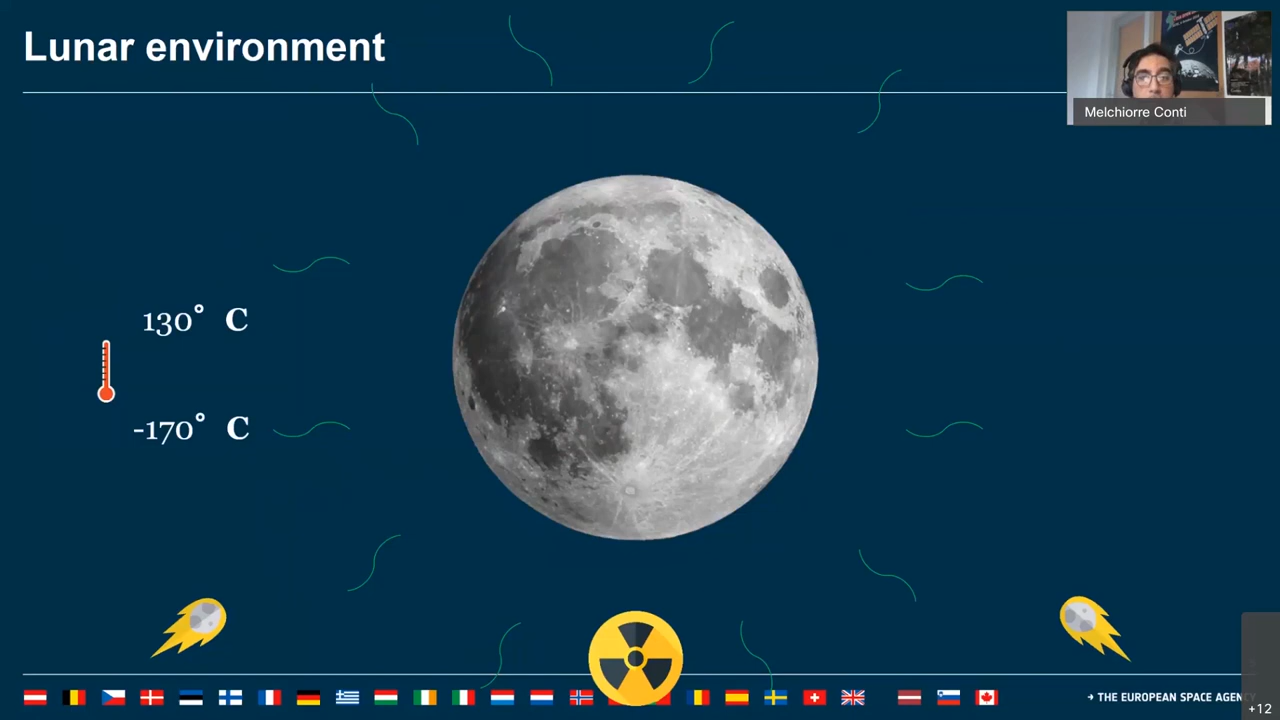 Lunar environment
Melchiorre Conti
130° C
-170° C
→ THE EUROPEAN SPACE AGENCY
+12